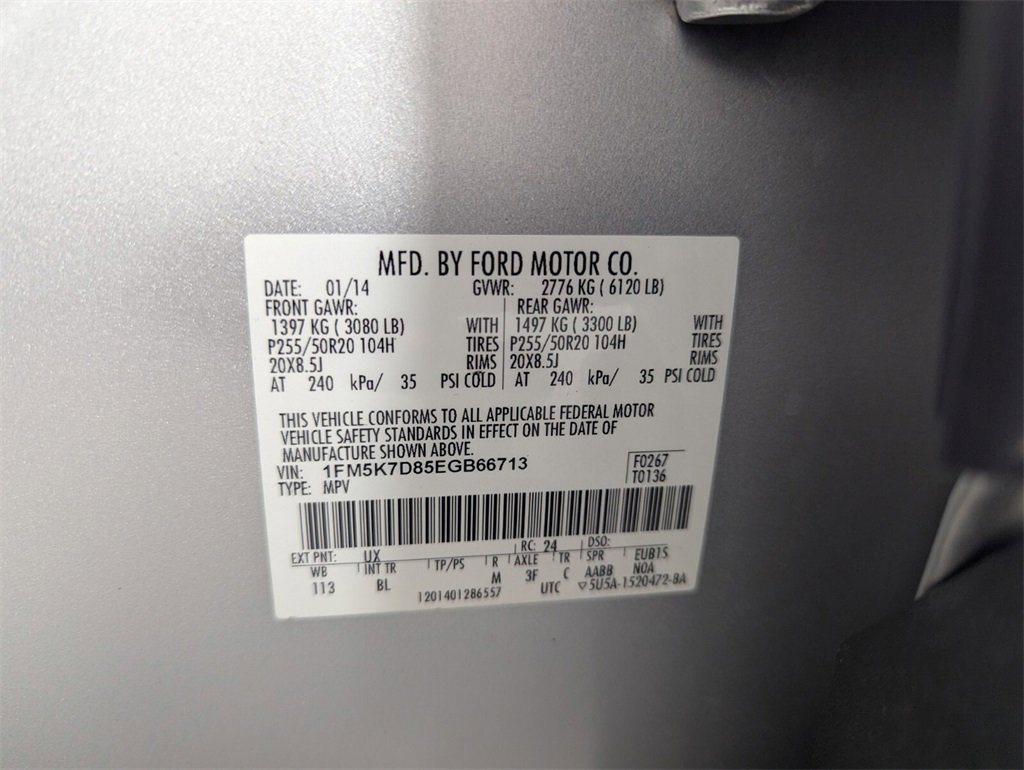 MFD. BY FORD MOTOR CO.
DATE: 01/14 GVWR: 2776 KG ( 6120 LB)
FRONT GAWR: REAR GAWR:
1397 KG ( 3080 LB) WITH 1497 KG ( 3300 LB) WITH
P255/50R20 104H TIRES P255/50R20 104H TIRES
20X8.5J RIMS 20X8.5J RIMS
AT 240 kPa/ 35 PSI COLD AT 240 kPa/ 35 PSI COLD
THIS VEHICLE CONFORMS TO ALL APPLICABLE FEDERAL MOTOR
VEHICLE SAFETY STANDARDS IN EFFECT ON THE DATE OF
MANUFACTURE SHOWN ABOVE.
VIN: 1FM5K7D85EGB66713 F0267
TYPE: MPV T0136
EXT PNT: UX RC: 24 DSO:
WB INT TR TP/PS R AXLE TR SPR EUB1S
113 BL M 3F C AABB N0A
1201401286557 UTC ▽5U5A-1520472-8A